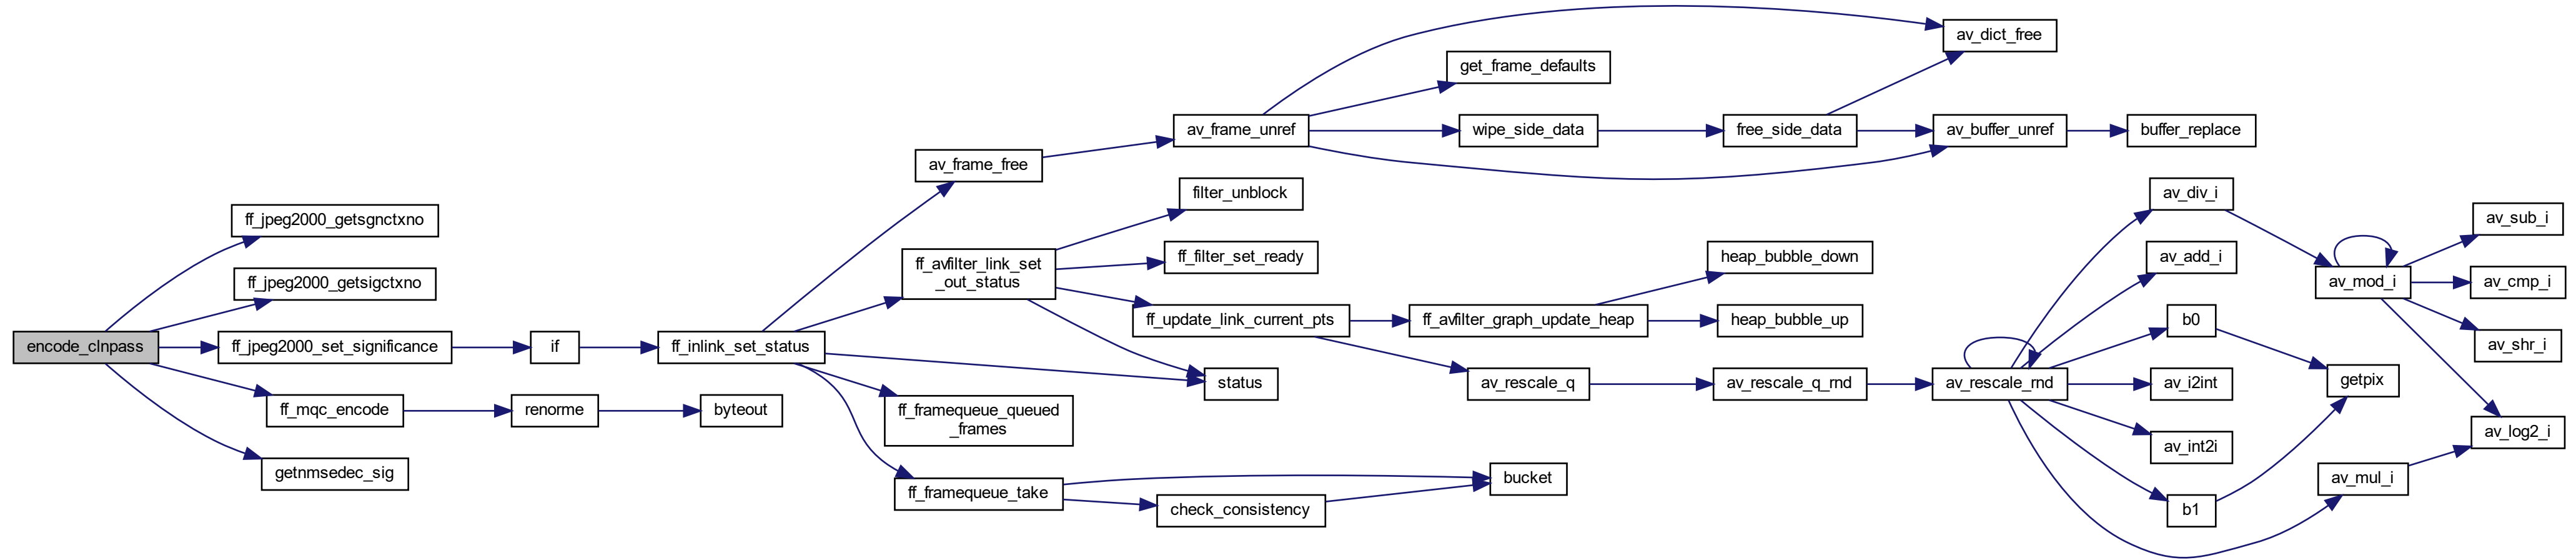 encode_clnpass
ff_jpeg2000_getsgnctxno
ff_jpeg2000_getsigctxno
ff_jpeg2000_set_significance
ff_mqc_encode
getnmsedec_sig
if
renorme
byteout
ff_inlink_set_status
av_frame_free
ff_avfilter_link_set
_out_status
ff_framequeue_queued
_frames
ff_framequeue_take
av_frame_unref
filter_unblock
ff_filter_set_ready
ff_update_link_current_pts
status
check_consistency
get_frame_defaults
wipe_side_data
ff_avfilter_graph_update_heap
av_rescale_q
bucket
free_side_data
heap_bubble_down
heap_bubble_up
av_rescale_q_rnd
av_dict_free
av_buffer_unref
av_rescale_rnd
buffer_replace
av_div_i
av_add_i
b0
av_i2int
av_int2i
b1
av_mod_i
getpix
av_mul_i
av_sub_i
av_cmp_i
av_shr_i
av_log2_i